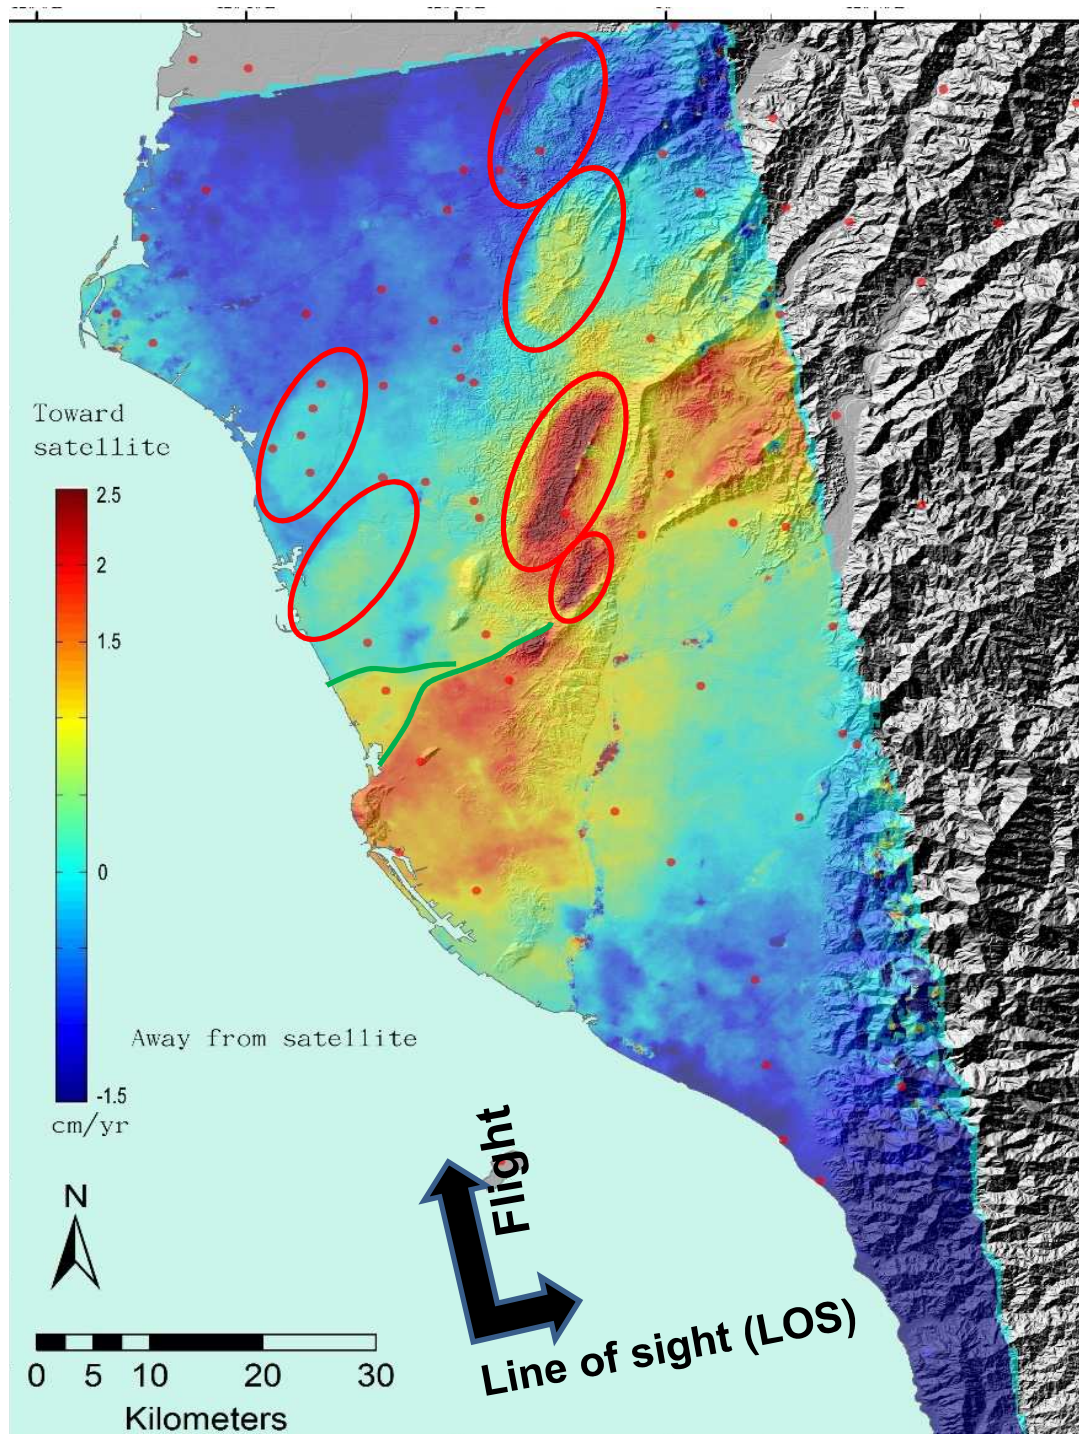 Toward
satellite
2.5
2
1.5
0
-1.5
Away from satellite
cm/yr
Flight
N
Line of sight (LOS)
0 5 10 20 30
Kilometers